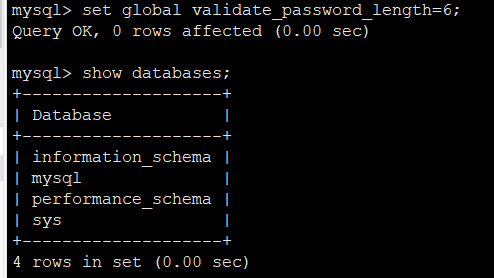 mysql> set global validate_password_length=6;
Query OK, 0 rows affected (0.00 sec)
mysql> show databases;
+--------------------+
| Database           |
+--------------------+
| information_schema |
| mysql              |
| performance_schema |
| sys                |
+--------------------+
4 rows in set (0.00 sec)